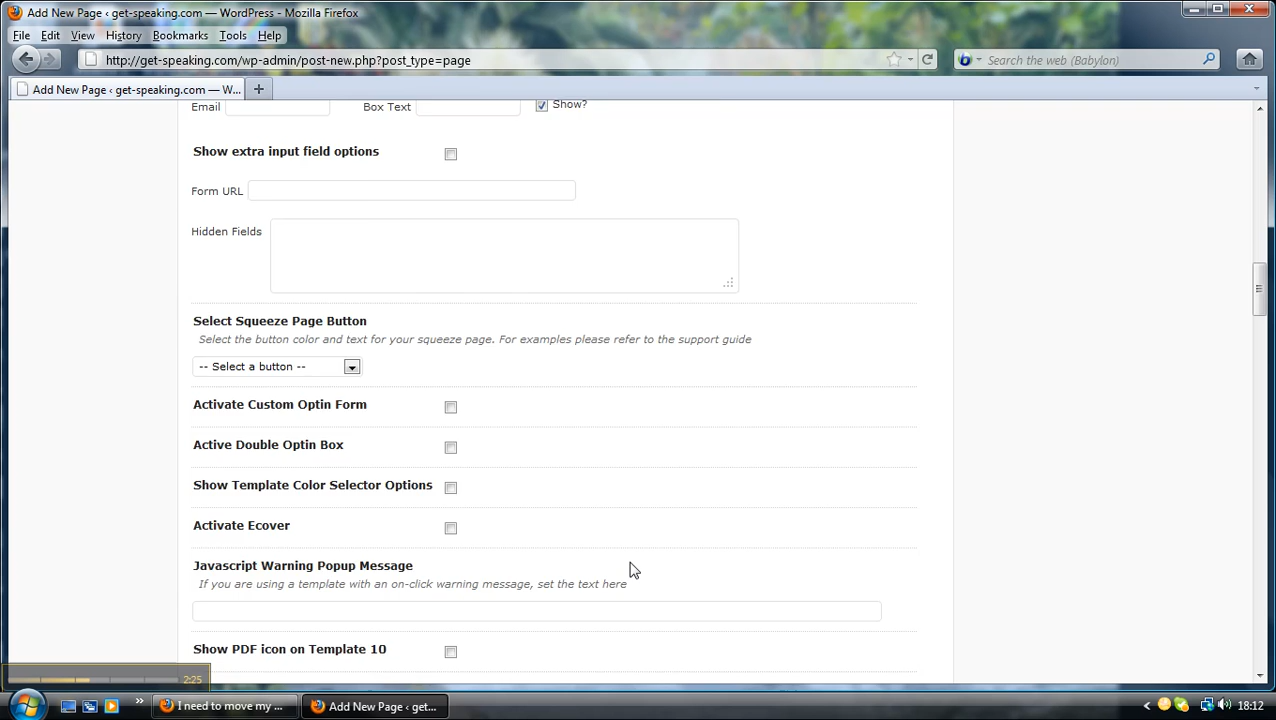 Add New Page ‹ get-speaking.com — WordPress - Mozilla Firefox
File Edit View History Bookmarks Tools Help
http://get-speaking.com/wp-admin/post-new.php?post_type=page
Search the web (Babylon)
Add New Page ‹ get-speaking.com — W...
Email Box Text Show?
Show extra input field options
Form URL
Hidden Fields
Select Squeeze Page Button
Select the button color and text for your squeeze page. For examples please refer to the support guide
-- Select a button --
Activate Custom Optin Form
Active Double Optin Box
Show Template Color Selector Options
Activate Ecover
Javascript Warning Popup Message
If you are using a template with an on-click warning message, set the text here
Show PDF icon on Template 10
2:25
I need to move my ... Add New Page ‹ get... 18:12